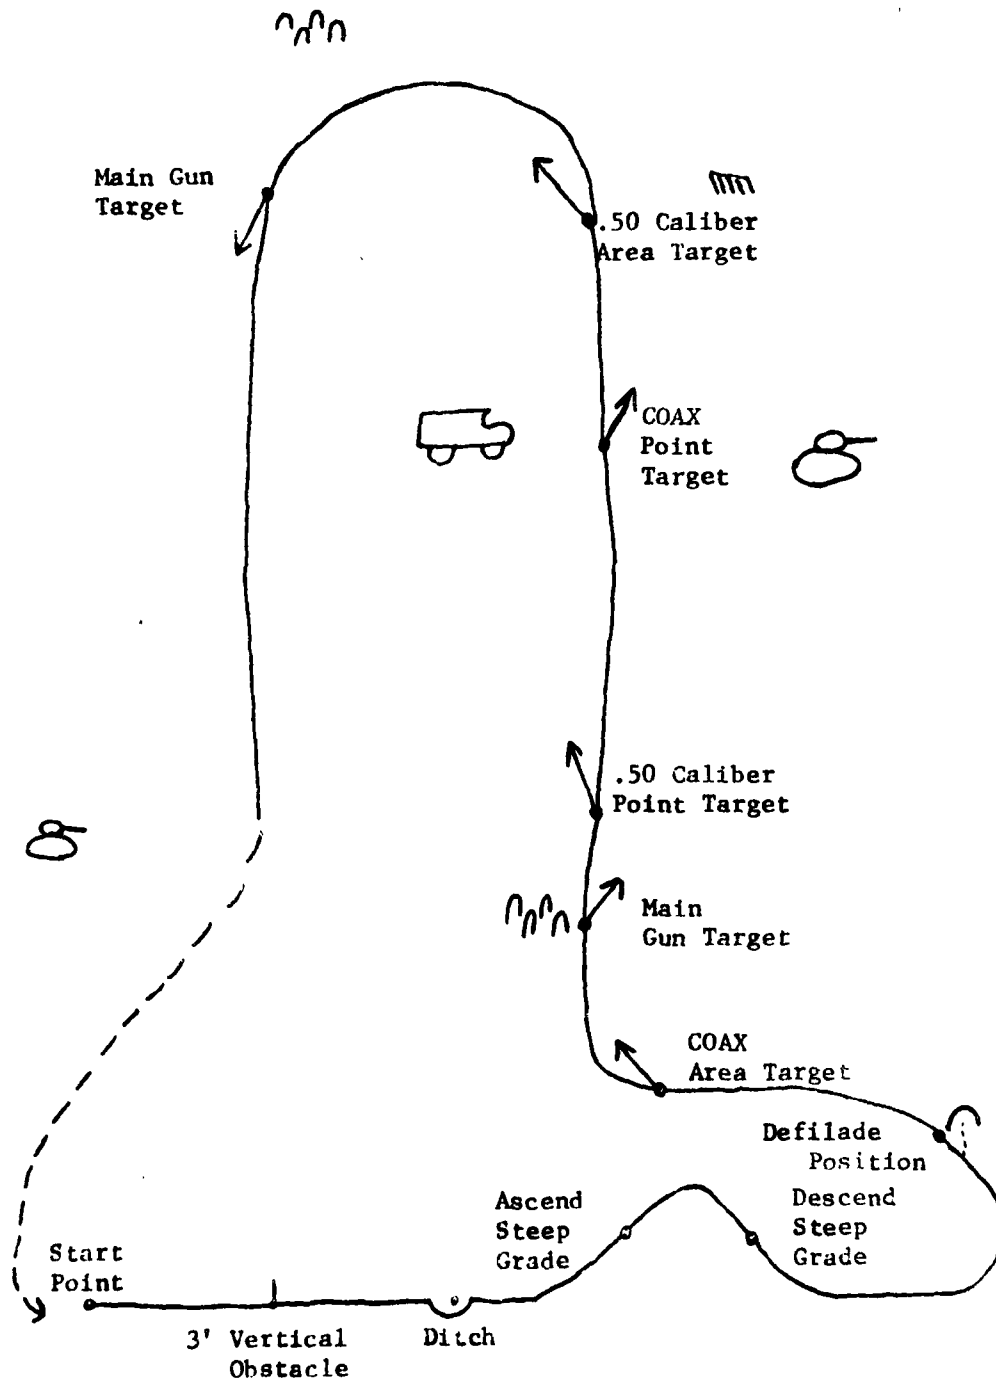 Main Gun
Target
.50 Caliber
Area Target
COAX
Point
Target
.50 Caliber
Point Target
Main
Gun Target
COAX
Area Target
Defilade
Position
Ascend
Steep
Grade
Descend
Steep
Grade
Start
Point
3' Vertical
Obstacle
Ditch